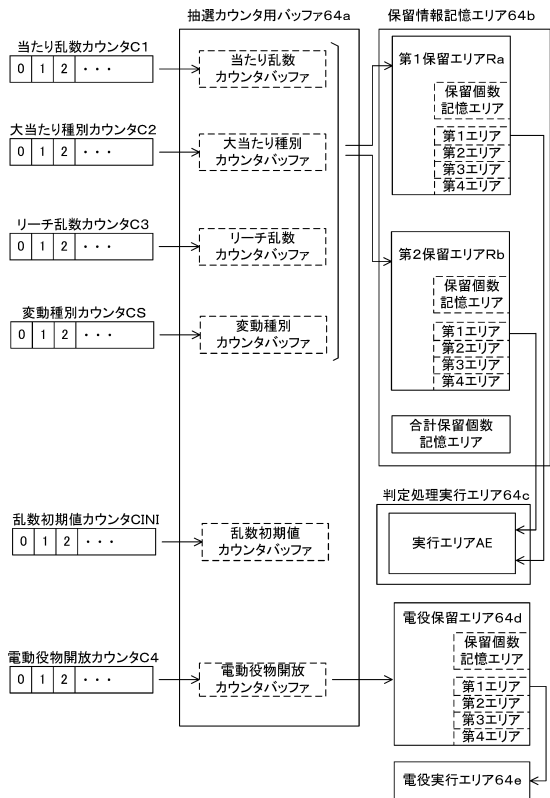 抽選カウンタ用バッファ64a
保留情報記憶エリア64b
当たり乱数カウンタC1
0 1 2 ・・・
当たり乱数
カウンタバッファ
大当たり種別カウンタC2
0 1 2 ・・・
大当たり種別
カウンタバッファ
リーチ乱数カウンタC3
0 1 2 ・・・
リーチ乱数
カウンタバッファ
変動種別カウンタCS
0 1 2 ・・・
変動種別
カウンタバッファ
第1保留エリアRa
保留個数
記憶エリア
第1エリア
第2エリア
第3エリア
第4エリア
第2保留エリアRb
保留個数
記憶エリア
第1エリア
第2エリア
第3エリア
第4エリア
合計保留個数
記憶エリア
乱数初期値カウンタCINI
0 1 2 ・・・
乱数初期値
カウンタバッファ
判定処理実行エリア64c
実行エリアAE
電動役物開放カウンタC4
0 1 2 ・・・
電動役物開放
カウンタバッファ
電役保留エリア64d
保留個数
記憶エリア
第1エリア
第2エリア
第3エリア
第4エリア
電役実行エリア64e